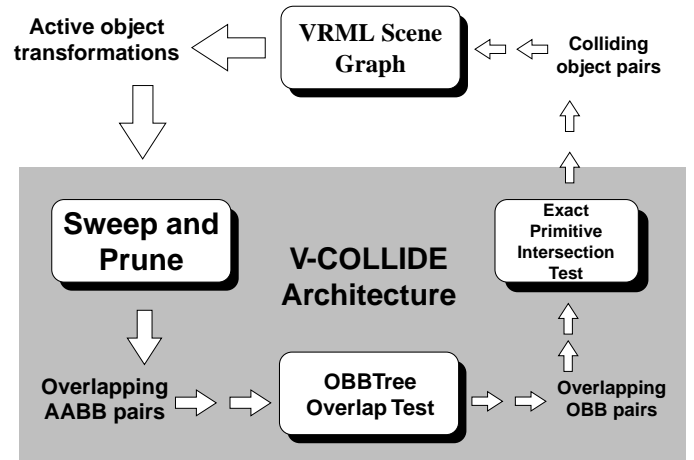 Active object
transformations
VRML Scene
Graph
Colliding
object pairs
Sweep and
Prune
V-COLLIDE
Architecture
Exact
Primitive
Intersection
Test
Overlapping
AABB pairs
OBBTree
Overlap Test
Overlapping
OBB pairs